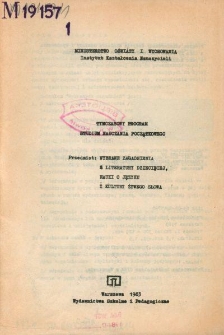 M 19157
1
MINISTERSTWO OŚWIATY I WYCHOWANIA
Instytut Kształcenia Nauczycieli
TYMCZASOWY PROGRAM
STUDIUM NAUCZANIA POCZĄTKOWEGO
Przedmiot: WYBRANE ZAGADNIENIA
Z LITERATURY DZIECIĘCEJ,
NAUKI O JĘZYKU
I KULTURY ŻYWEGO SŁOWA
Warszawa 1983
Wydawnictwa Szkolne i Pedagogiczne